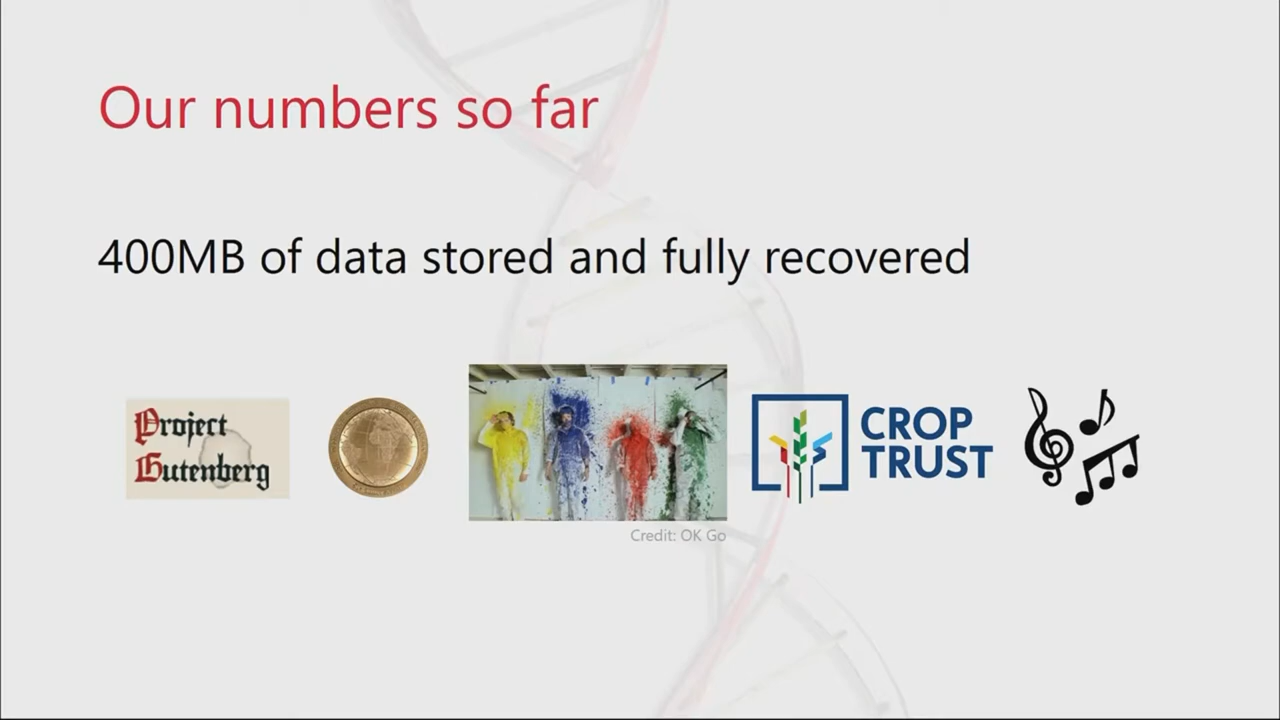 Our numbers so far
400MB of data stored and fully recovered
Project
Gutenberg
CROP
TRUST
Credit: OK Go